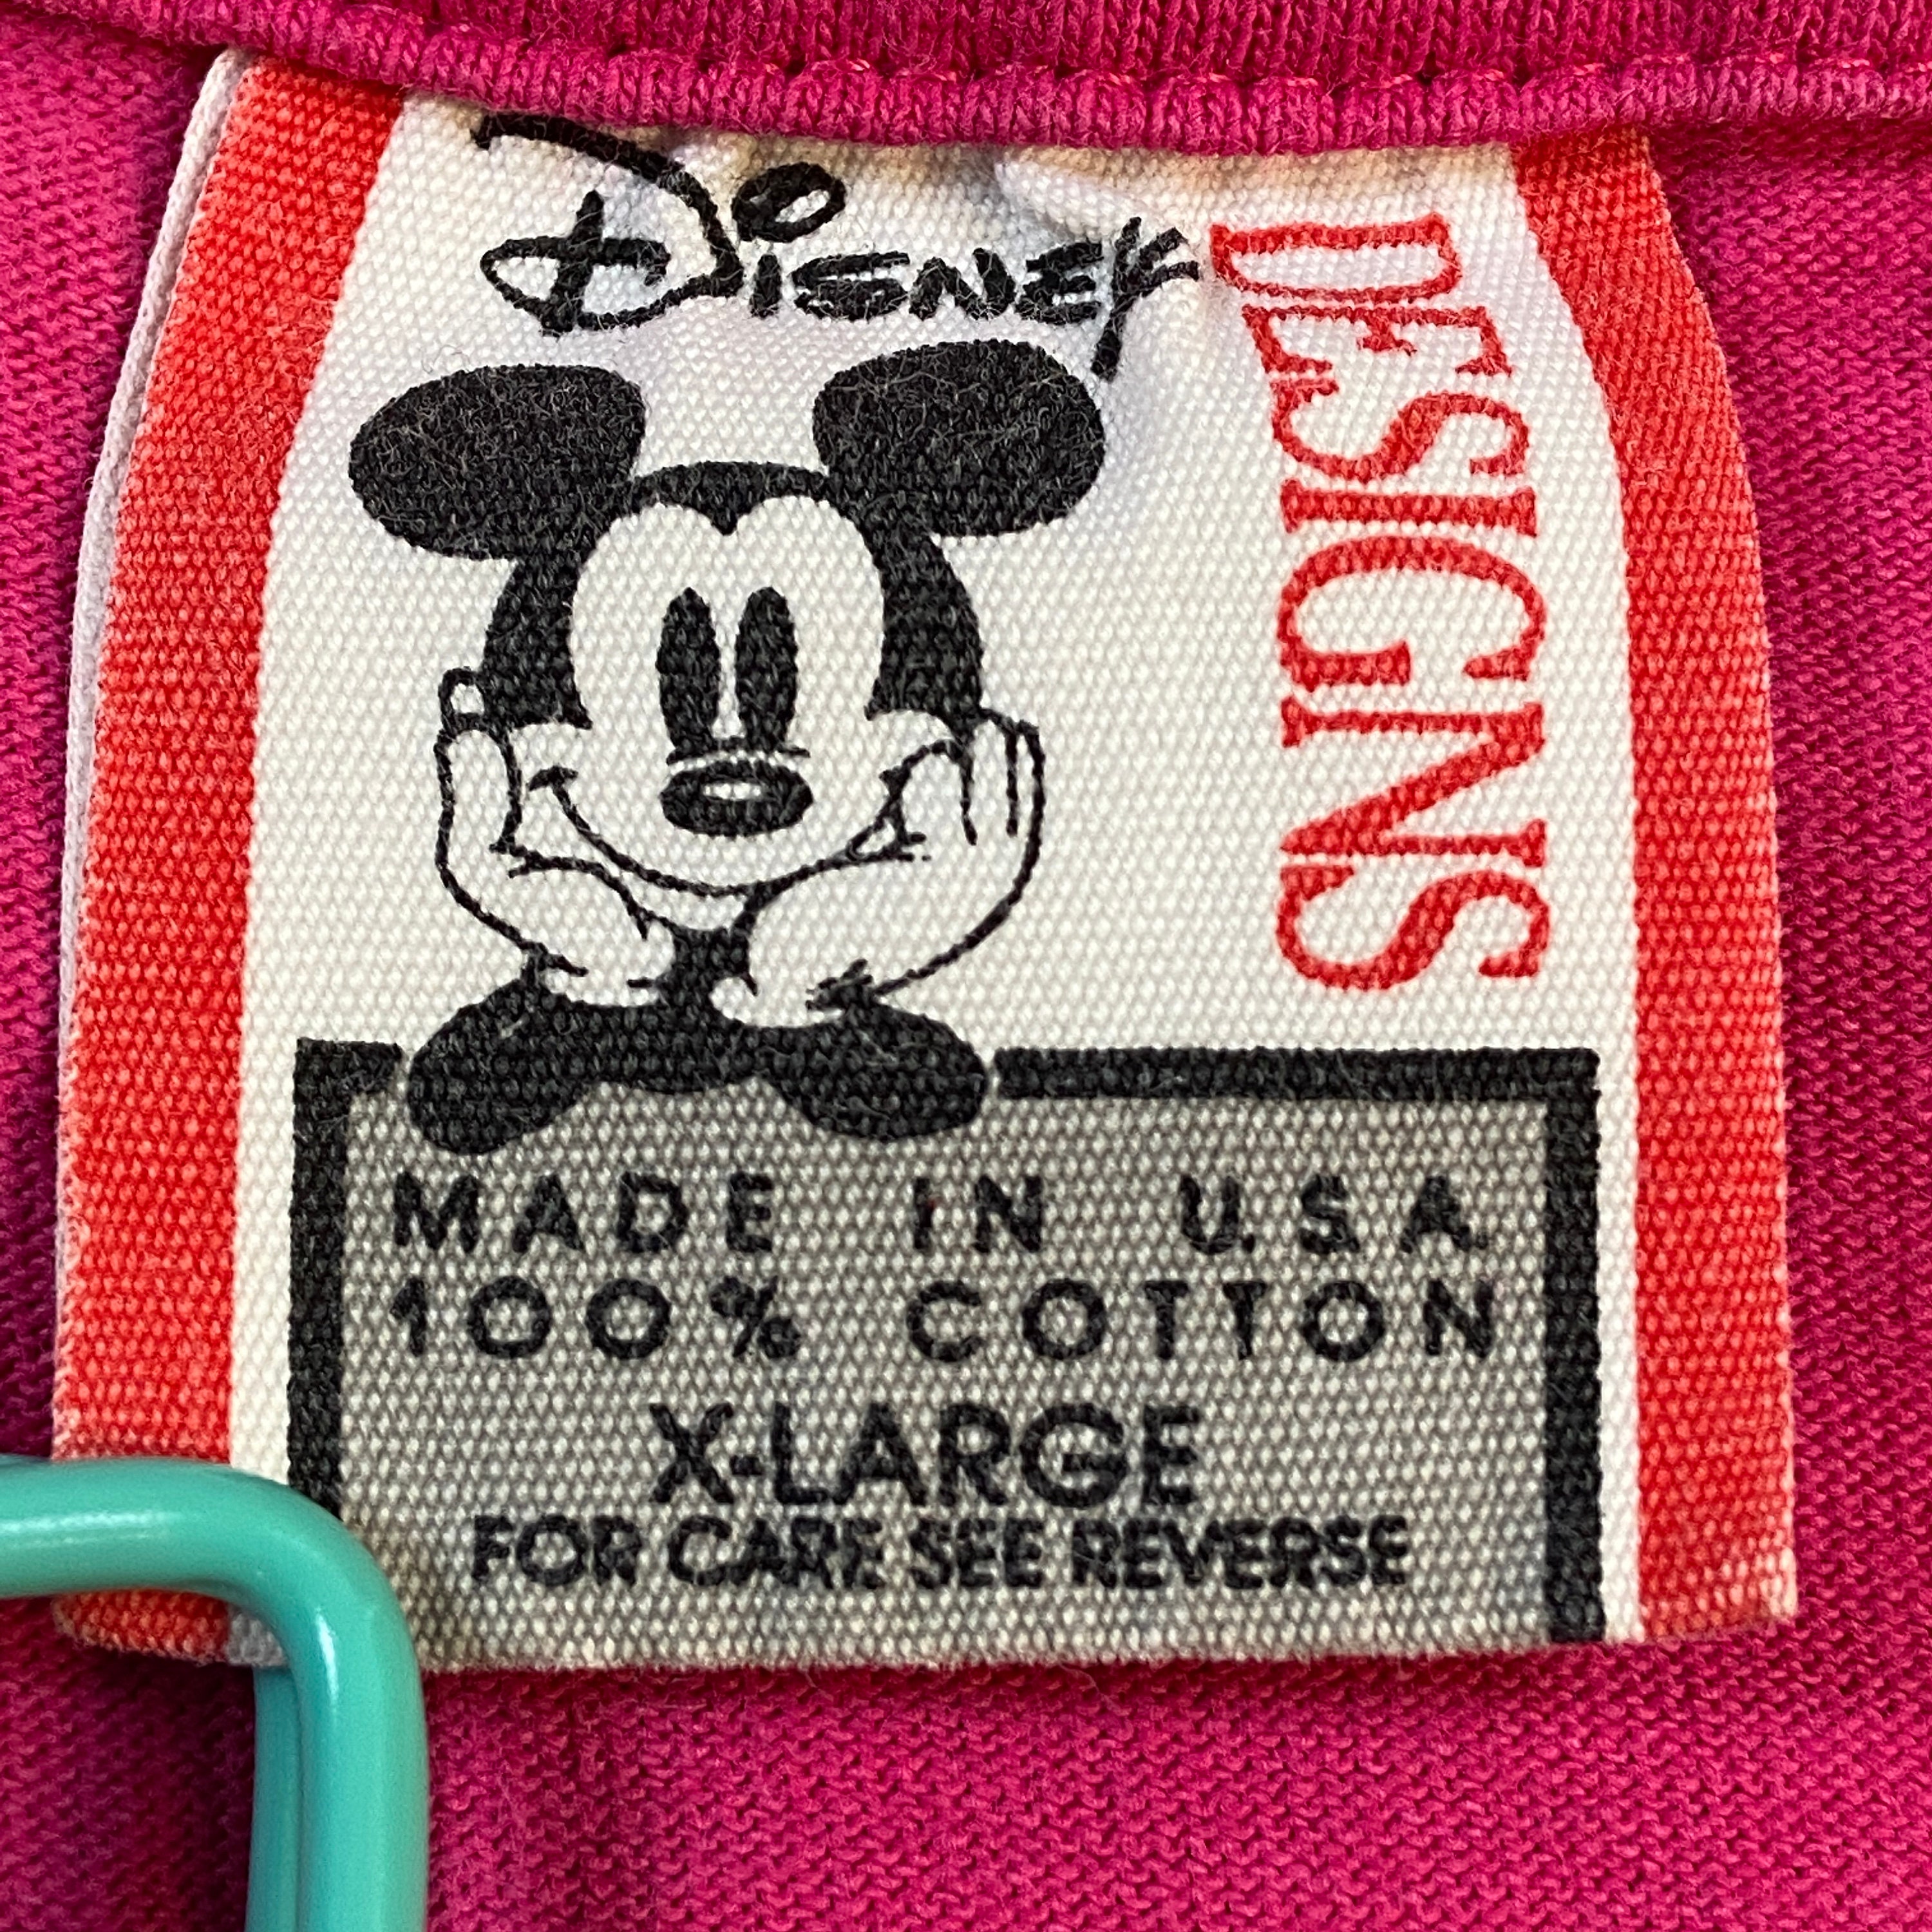 Disney
DESIGNS
MADE IN U.S.A
100% COTTON
X-LARGE
FOR CARE SEE REVERSE